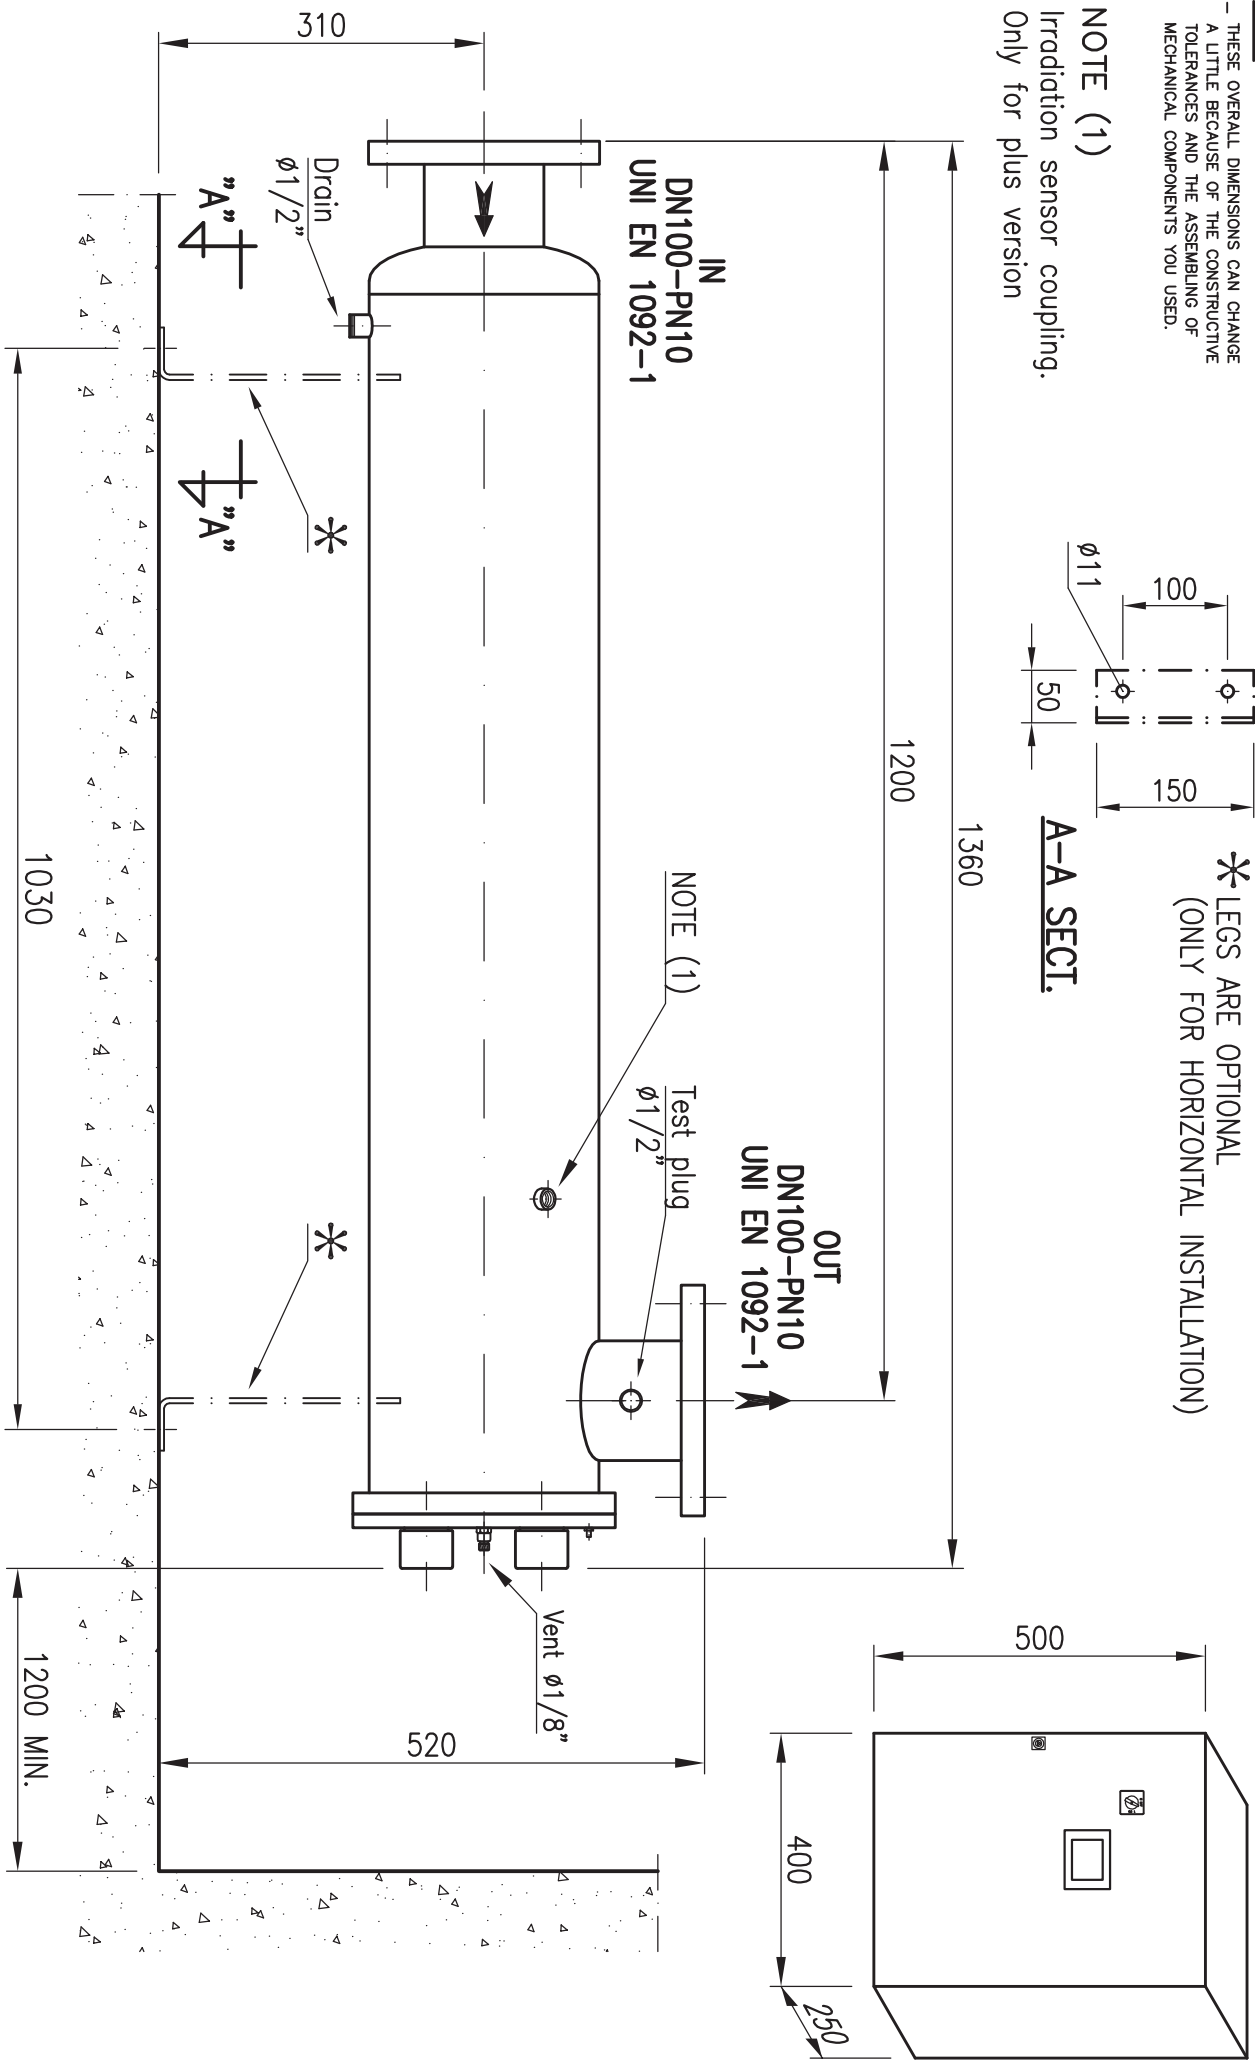 – THESE OVERALL DIMENSIONS CAN CHANGE
A LITTLE BECAUSE OF THE CONSTRUCTIVE
TOLERANCES AND THE ASSEMBLING OF
MECHANICAL COMPONENTS YOU USED.
NOTE (1)
Irradiation sensor coupling.
Only for plus version
100
ø11
50
150
A–A SECT.
* LEGS ARE OPTIONAL
(ONLY FOR HORIZONTAL INSTALLATION)
500
400
250
1360
1200
IN
DN100–PN10
UNI EN 1092–1
OUT
DN100–PN10
UNI EN 1092–1
NOTE (1)
Test plug
ø1/2"
310
Drain
ø1/2"
*
*
Vent ø1/8"
520
"A"
"A"
1030
1200 MIN.